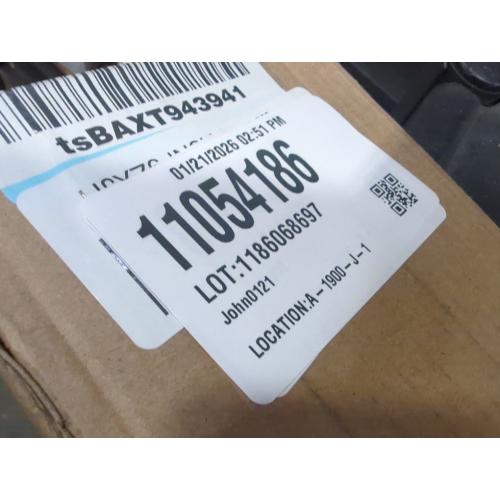 tsBAXT943941
01/21/2026 02:51 PM
11054186
LOT:1186068697
John0121
LOCATION:A-1900-J-1